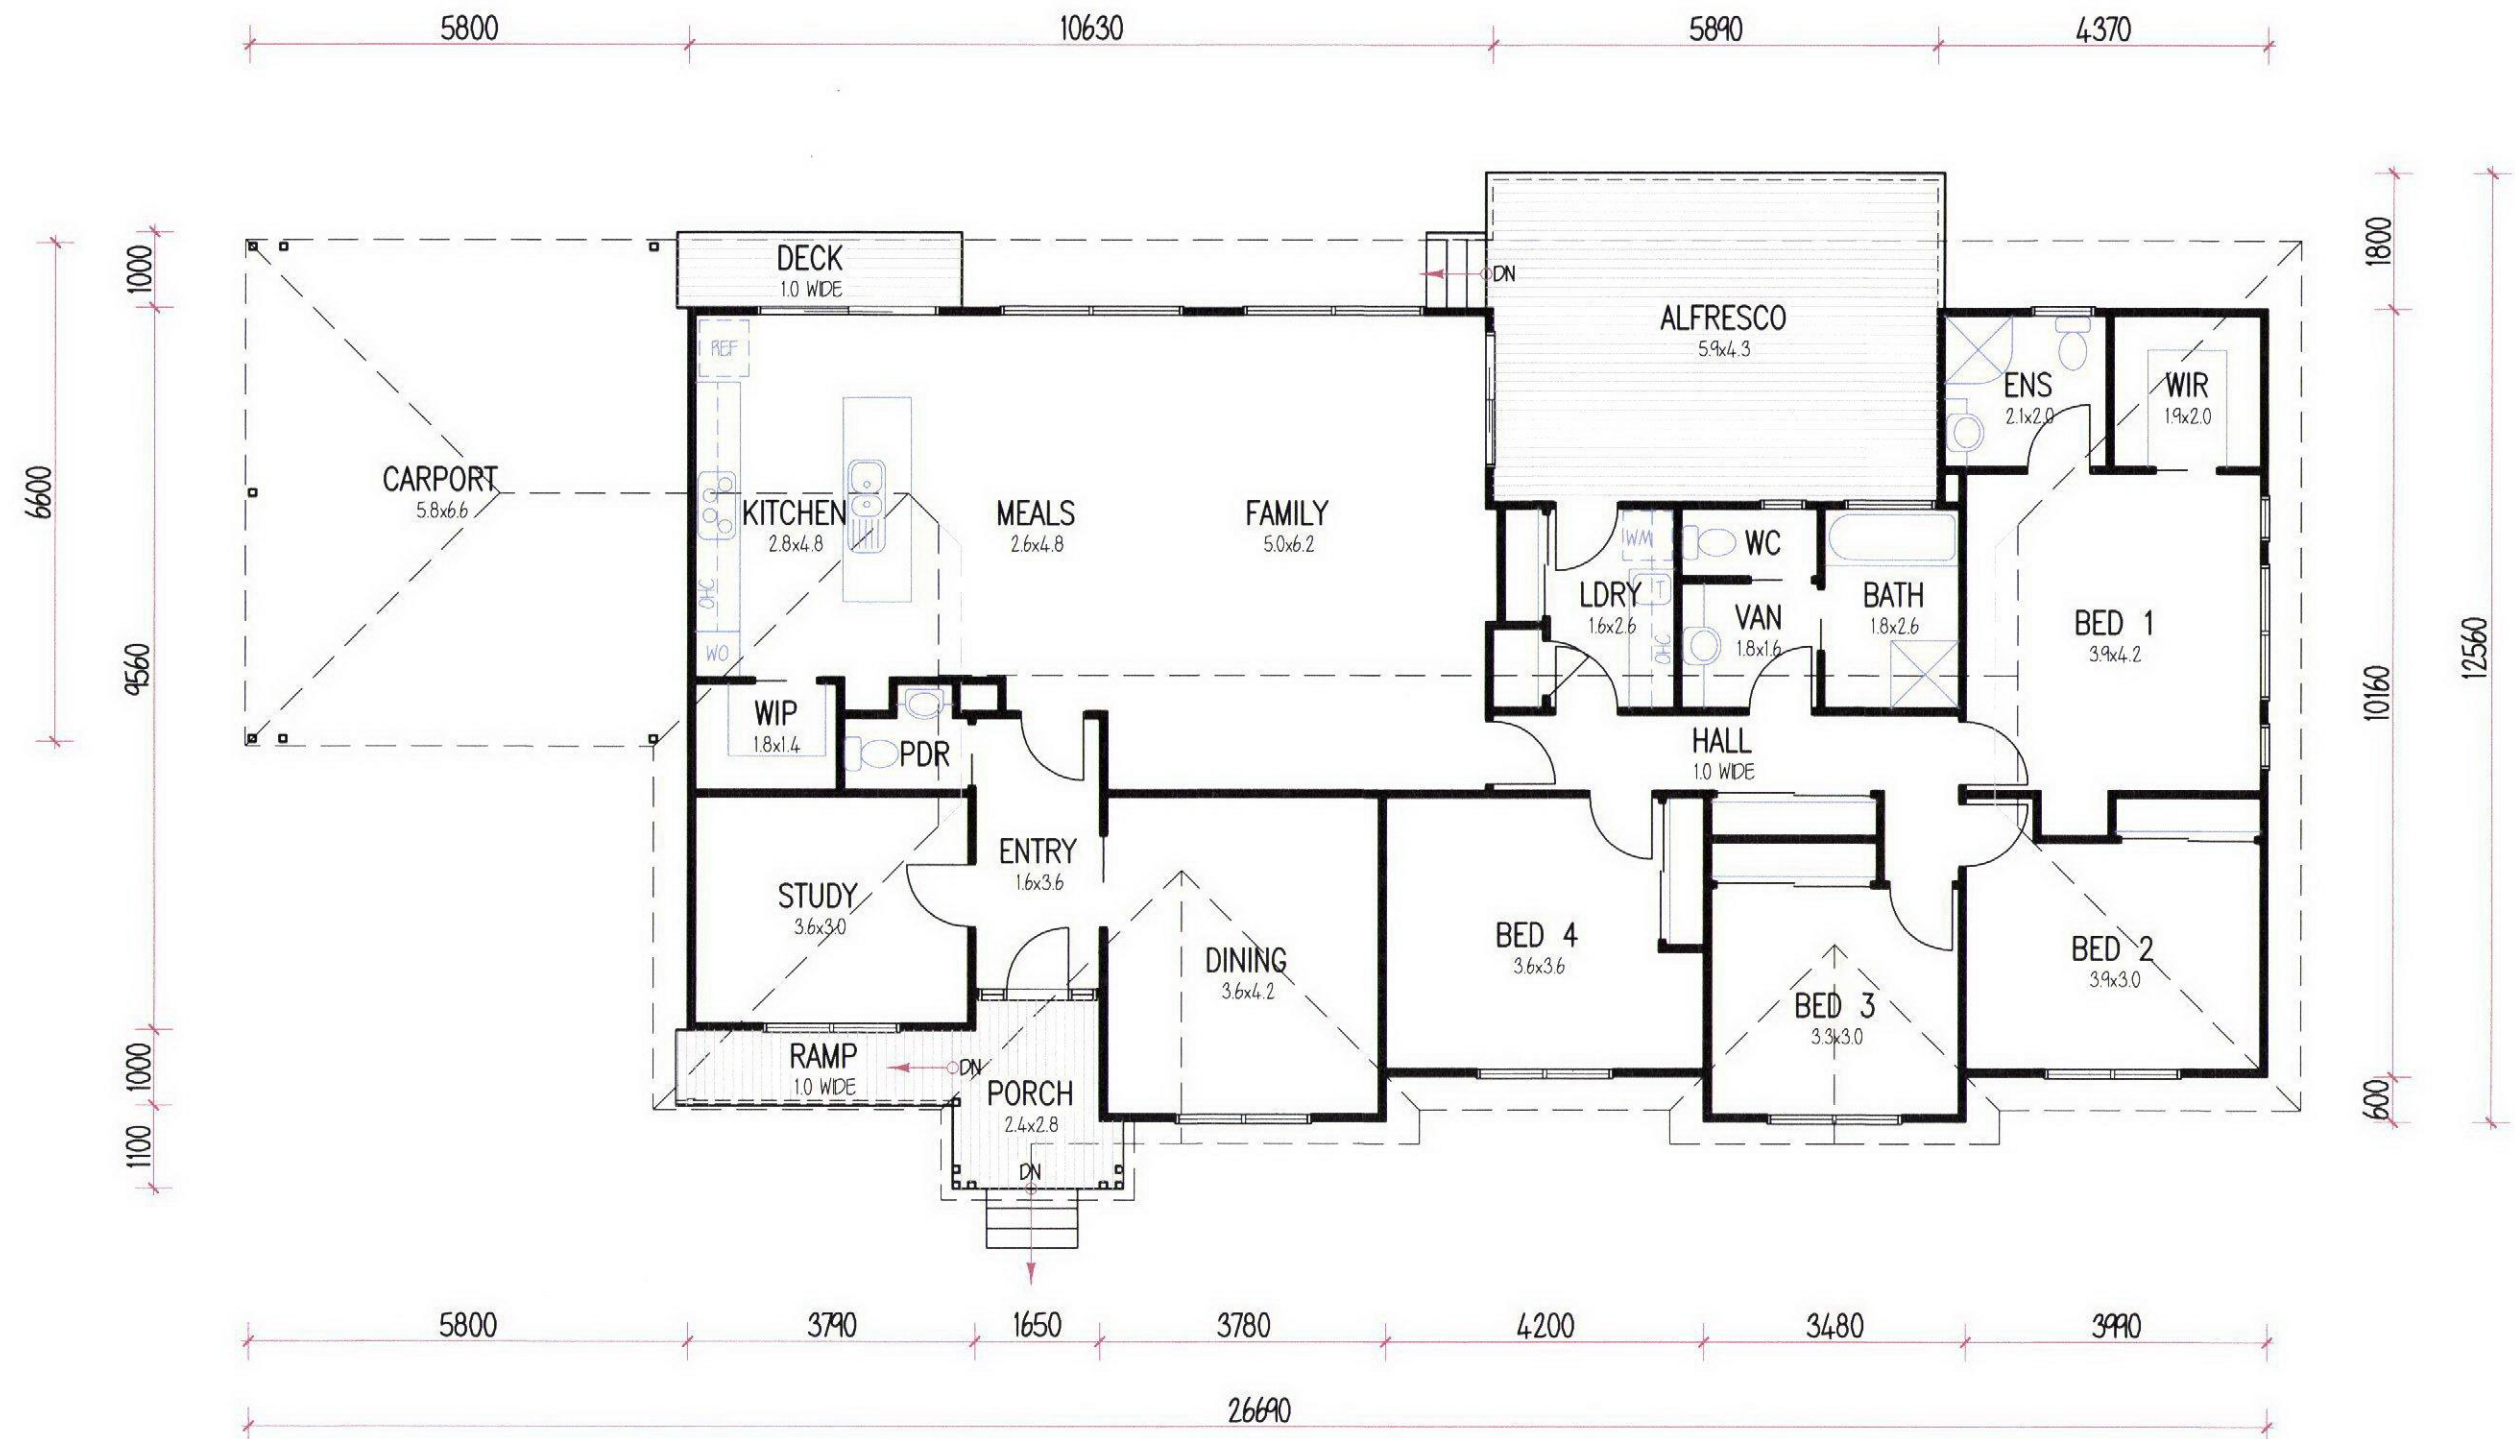 5800
10630
5890
4370
1000
1800
6600
9560
1000
1100
10160
600
12560
DECK
1.0 WIDE
DN
ALFRESCO
5.9x4.3
REF
ENS
2.1x2.0
WIR
1.9x2.0
CARPORT
5.8x6.6
KITCHEN
2.8x4.8
MEALS
2.6x4.8
FAMILY
5.0x6.2
OHC
WO
WM
WC
LDRY
1.6x2.6
T
OHC
VAN
1.8x1.6
BATH
1.8x2.6
BED 1
3.9x4.2
WIP
1.8x1.4
PDR
HALL
1.0 WIDE
ENTRY
1.6x3.6
STUDY
3.6x3.0
DINING
3.6x4.2
BED 4
3.6x3.6
BED 3
3.3x3.0
BED 2
3.9x3.0
RAMP
1.0 WIDE
DN
PORCH
2.4x2.8
DN
5800
3790
1650
3780
4200
3480
3990
26690